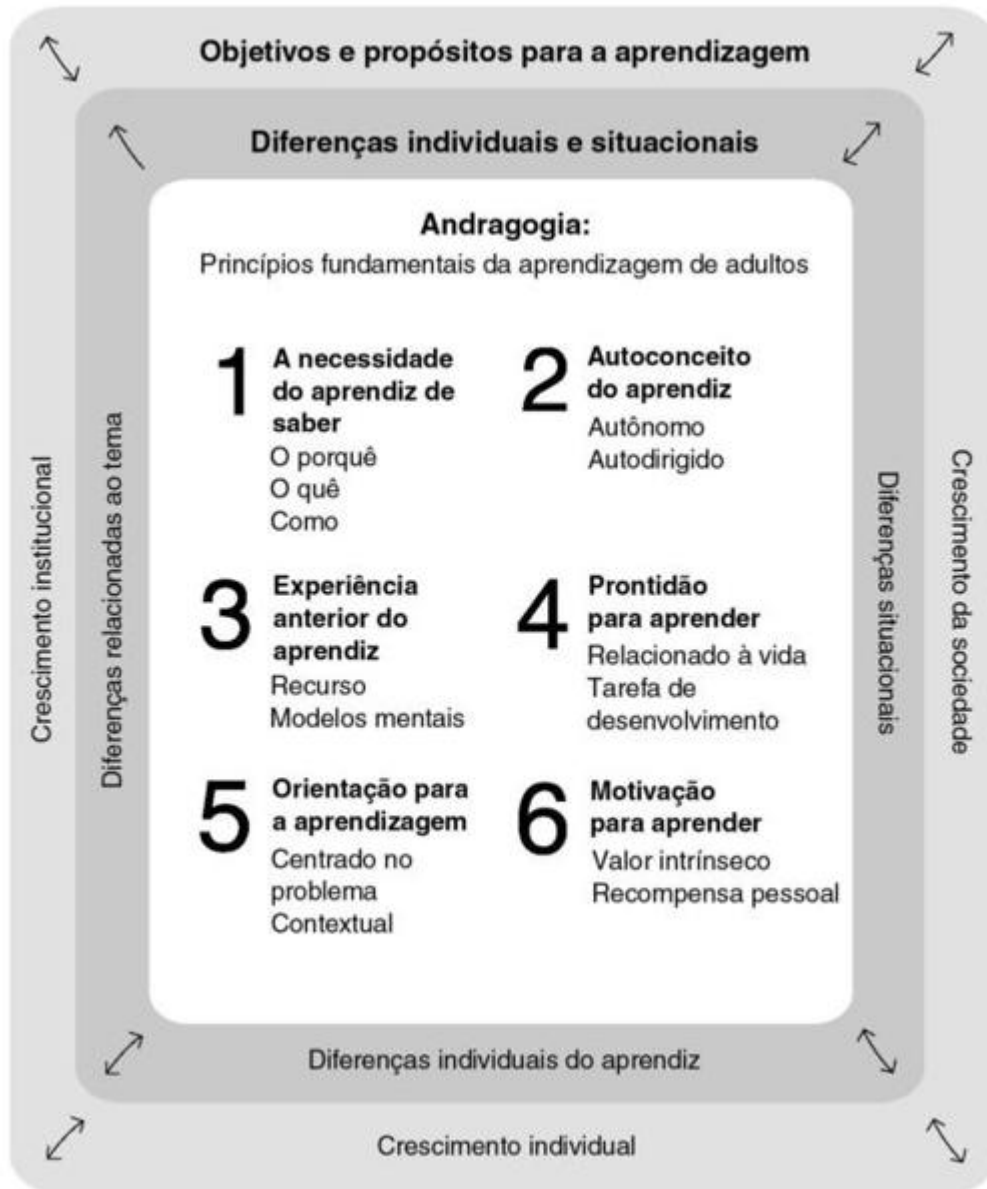 Objetivos e propósitos para a aprendizagem
Diferenças individuais e situacionais
Andragogia:
Princípios fundamentais da aprendizagem de adultos
1
A necessidade
do aprendiz de
saber
O porquê
O quê
Como
2
Autoconceito
do aprendiz
Autônomo
Autodirigido
3
Experiência
anterior do
aprendiz
Recurso
Modelos mentais
4
Prontidão
para aprender
Relacionado à vida
Tarefa de
desenvolvimento
5
Orientação para
a aprendizagem
Centrado no
problema
Contextual
6
Motivação
para aprender
Valor intrínseco
Recompensa pessoal
Crescimento institucional
Diferenças relacionadas ao tema
Diferenças situacionais
Crescimento da sociedade
Diferenças individuais do aprendiz
Crescimento individual